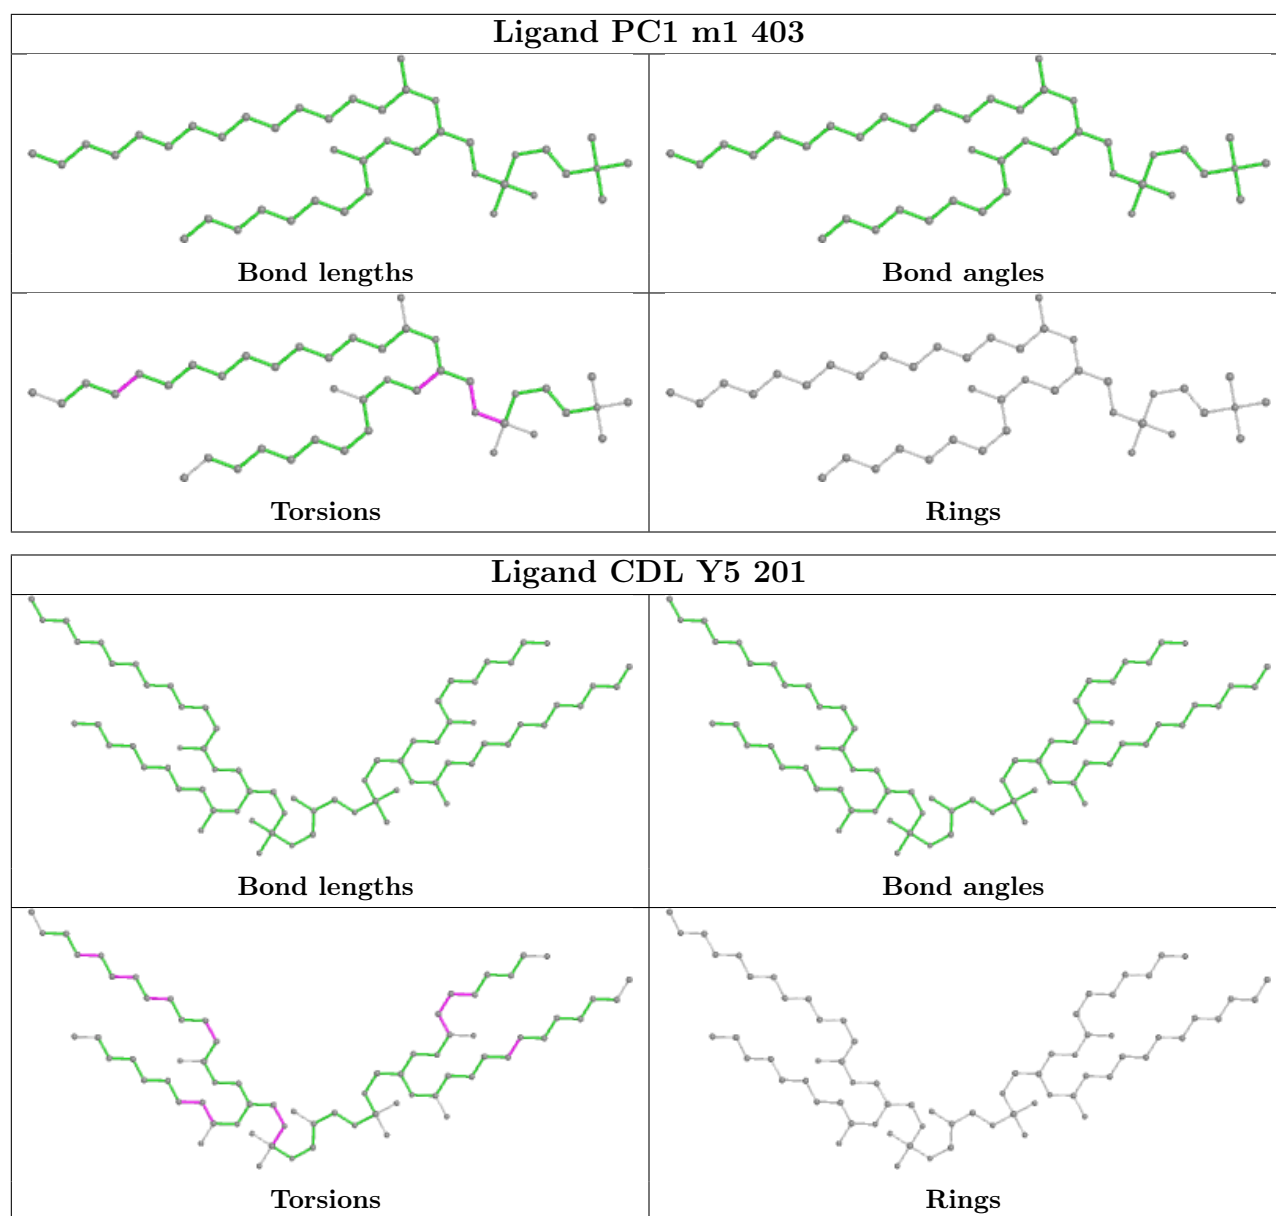 Ligand PC1 m1 403
Bond lengths
Bond angles
Torsions
Rings
Ligand CDL Y5 201
Bond lengths
Bond angles
Torsions
Rings